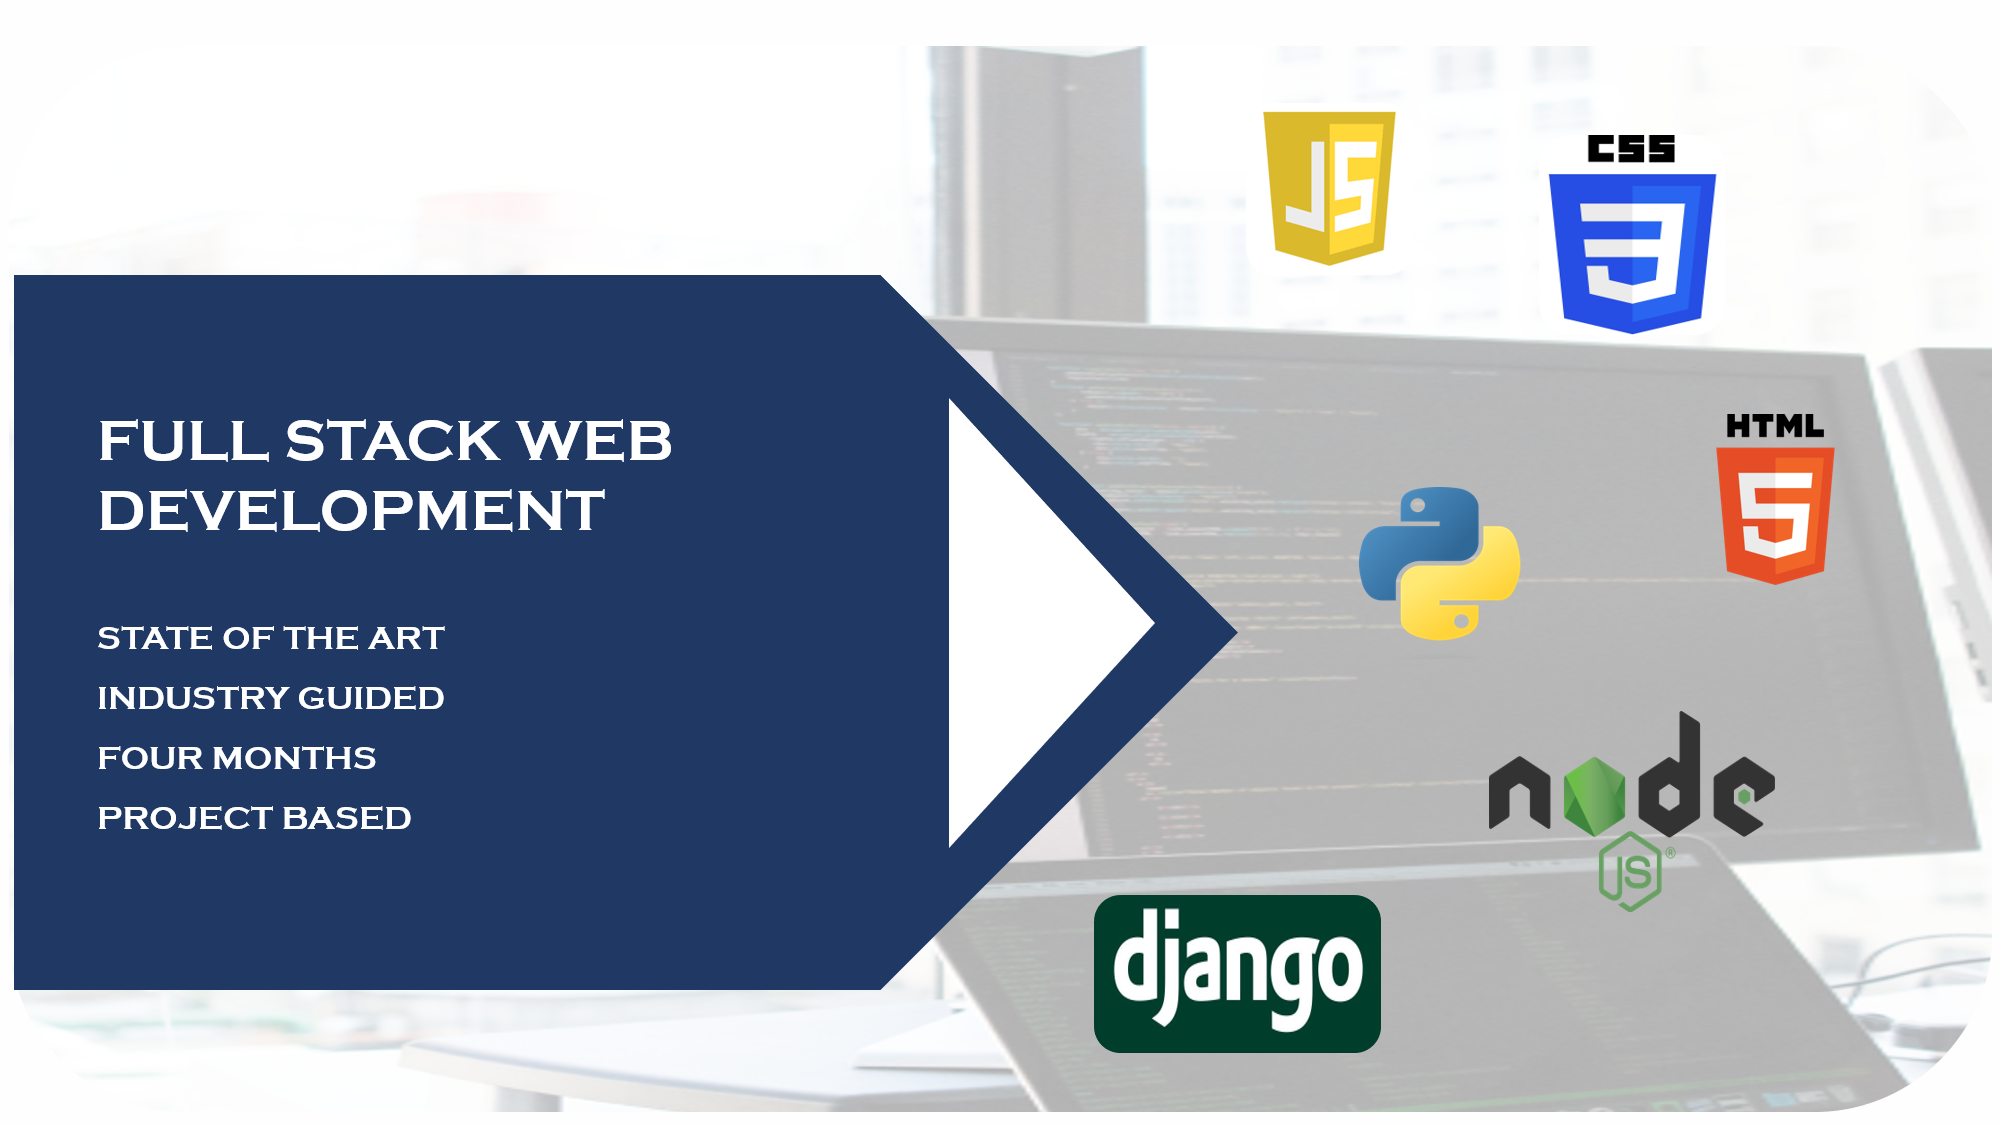 FULL STACK WEB
DEVELOPMENT
STATE OF THE ART
INDUSTRY GUIDED
FOUR MONTHS
PROJECT BASED
JS
CSS
3
HTML
5
node
JS®
django